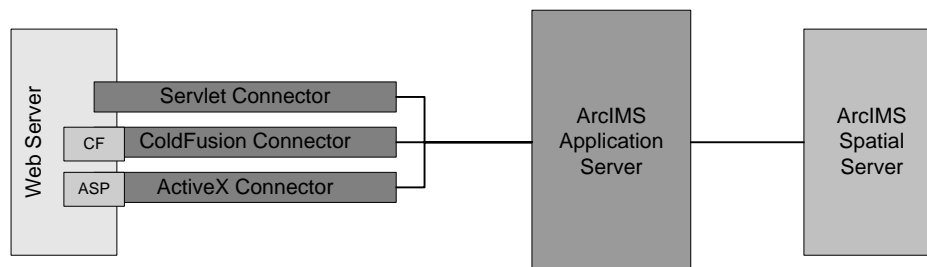 Web Server
Servlet Connector
CF
ColdFusion Connector
ASP
ActiveX Connector
ArcIMS
Application
Server
ArcIMS
Spatial
Server